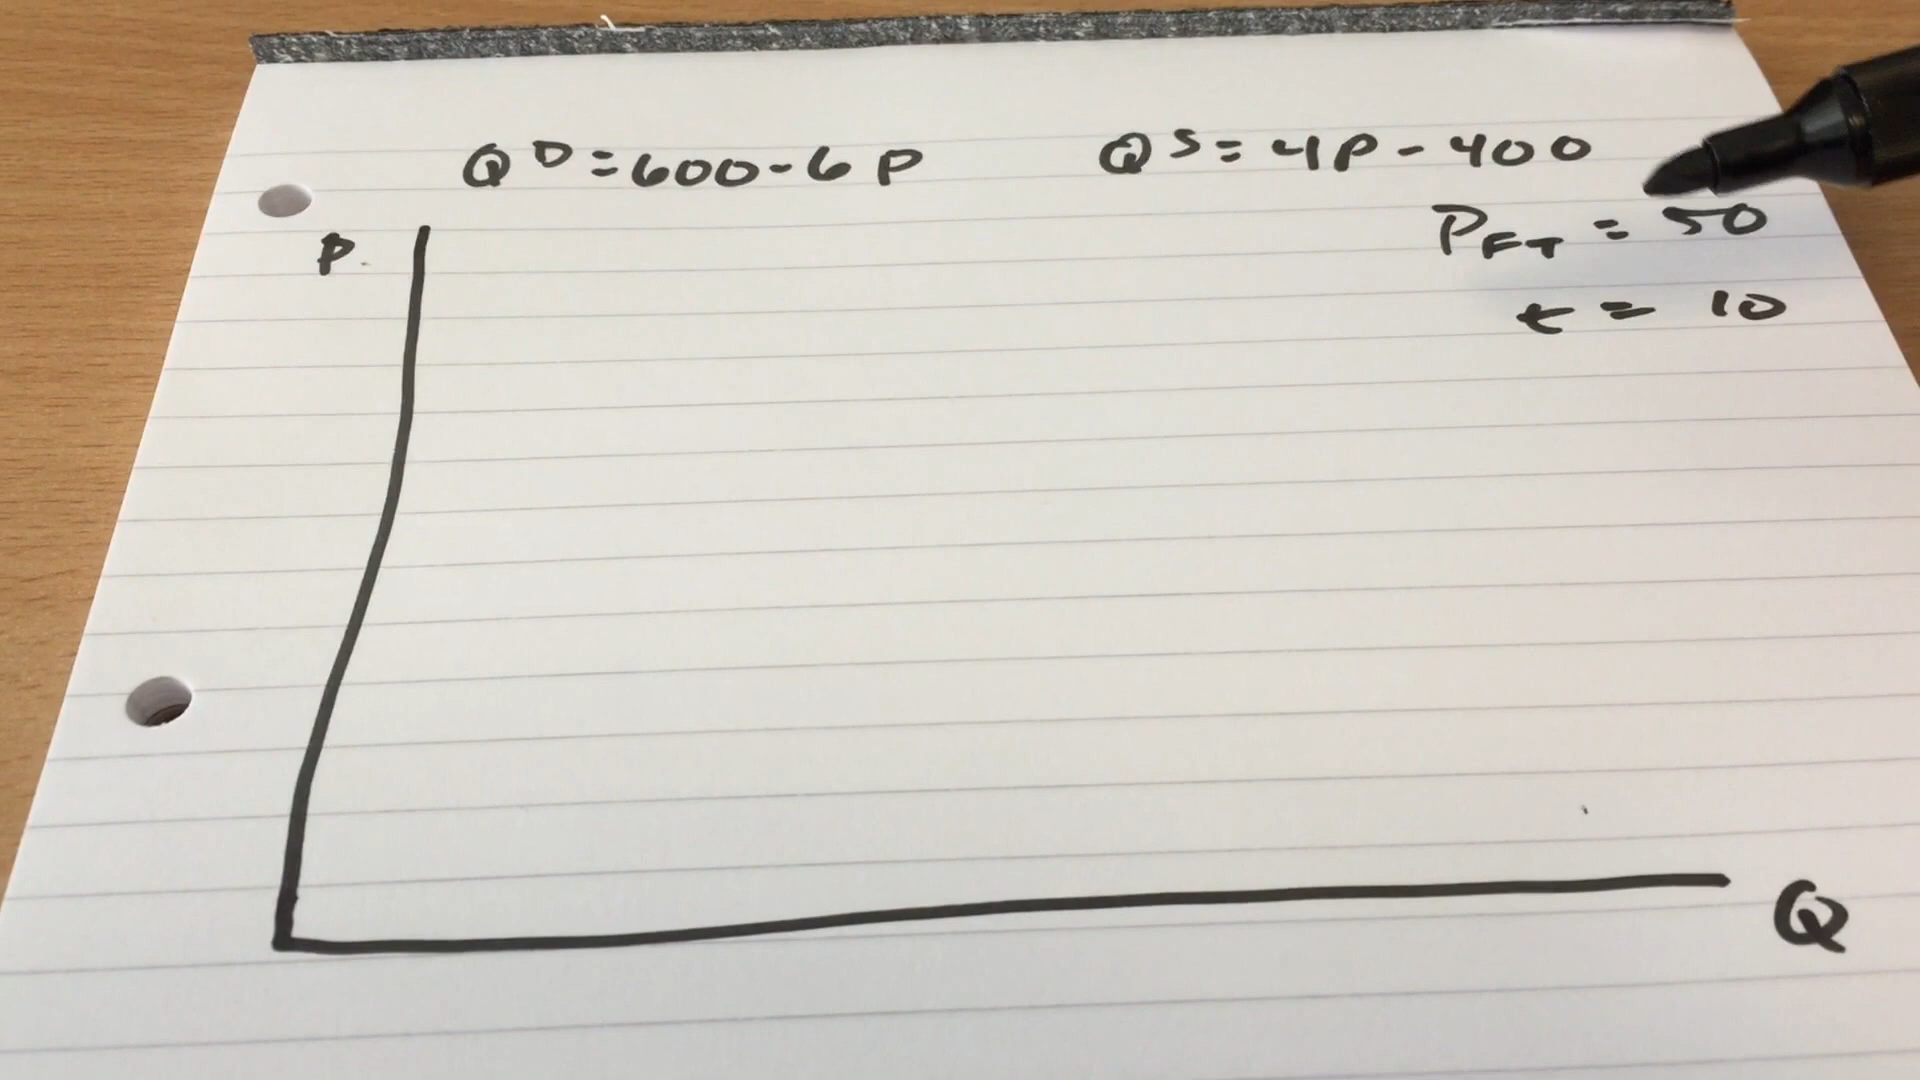 Q^D = 600 - 6P
Q^S = 4P - 400
P_FT = 50
t = 10
P
Q